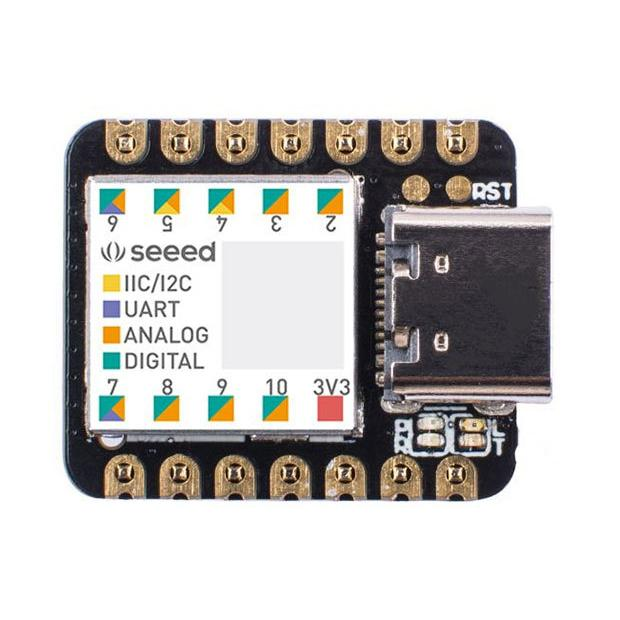 RST
6 5 4 3 2
seeed
IIC/I2C
UART
ANALOG
DIGITAL
7 8 9 10 3V3
P L
R T